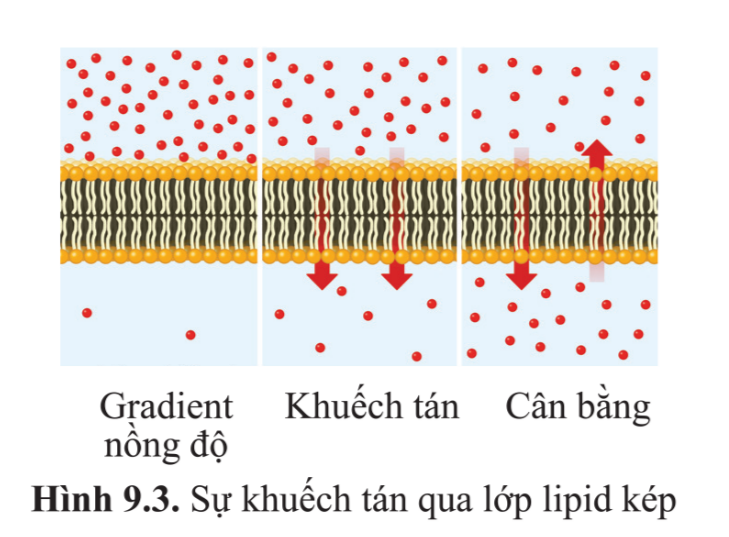 Gradient
nồng độ
Khuếch tán
Cân bằng
Hình 9.3. Sự khuếch tán qua lớp lipid kép